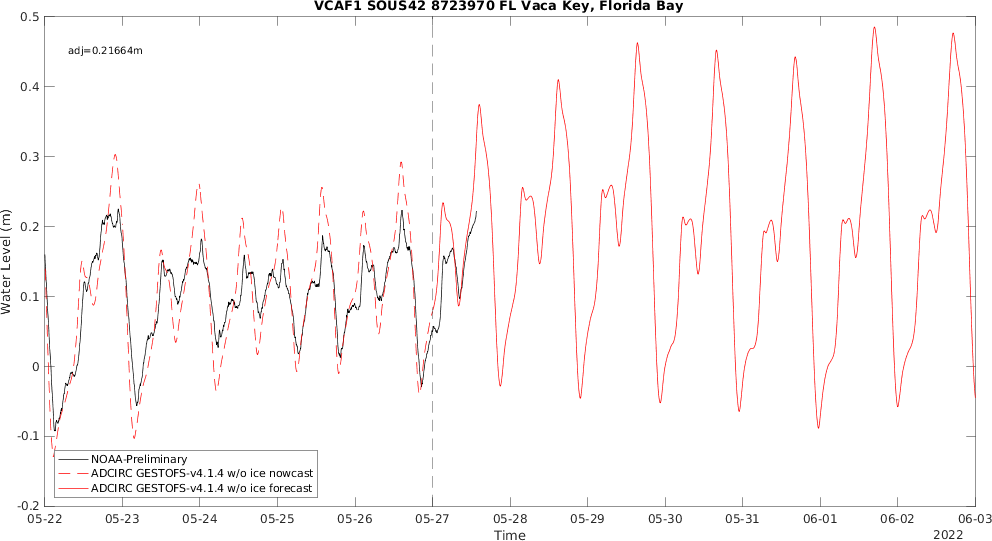 VCAF1 SOUS42 8723970 FL Vaca Key, Florida Bay
adj=0.21664m
Water Level (m)
0.5
0.4
0.3
0.2
0.1
0
-0.1
-0.2
NOAA-Preliminary
ADCIRC GESTOFS-v4.1.4 w/o ice nowcast
ADCIRC GESTOFS-v4.1.4 w/o ice forecast
05-22 05-23 05-24 05-25 05-26 05-27 05-28 05-29 05-30 05-31 06-01 06-02 06-03
Time
2022